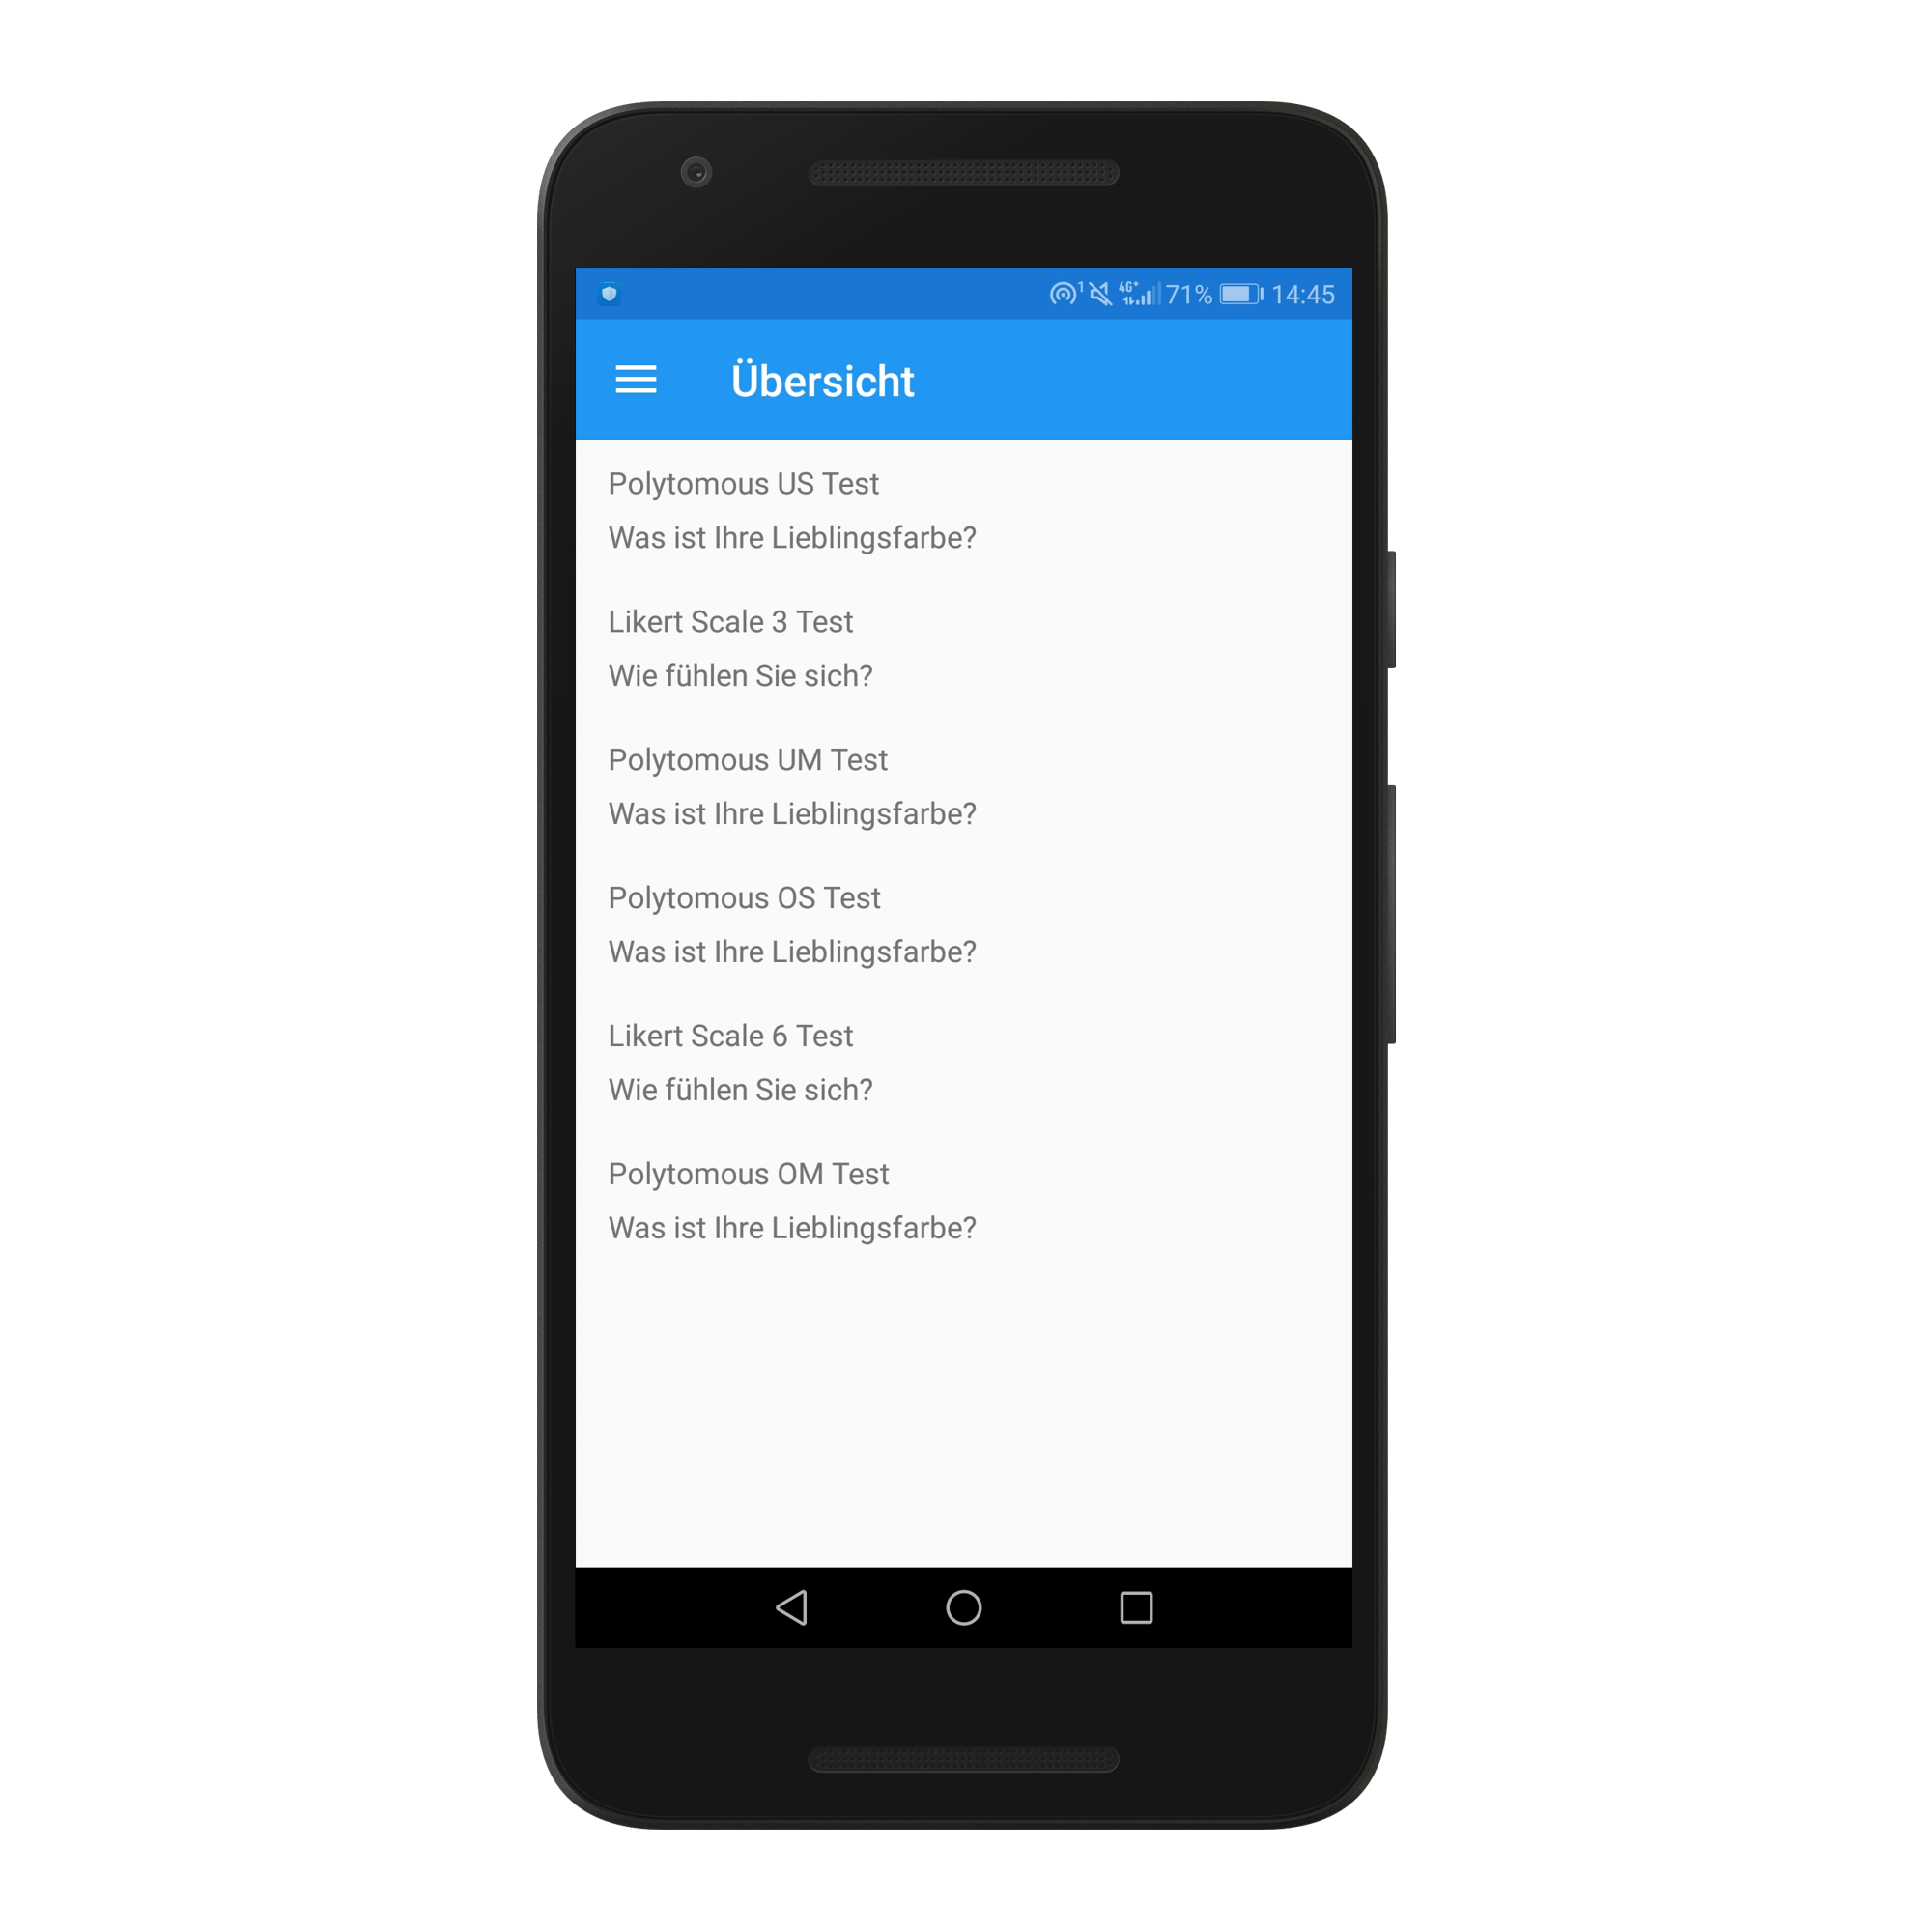 1 4G+ 71% 14:45
Übersicht
Polytomous US Test
Was ist Ihre Lieblingsfarbe?
Likert Scale 3 Test
Wie fühlen Sie sich?
Polytomous UM Test
Was ist Ihre Lieblingsfarbe?
Polytomous OS Test
Was ist Ihre Lieblingsfarbe?
Likert Scale 6 Test
Wie fühlen Sie sich?
Polytomous OM Test
Was ist Ihre Lieblingsfarbe?